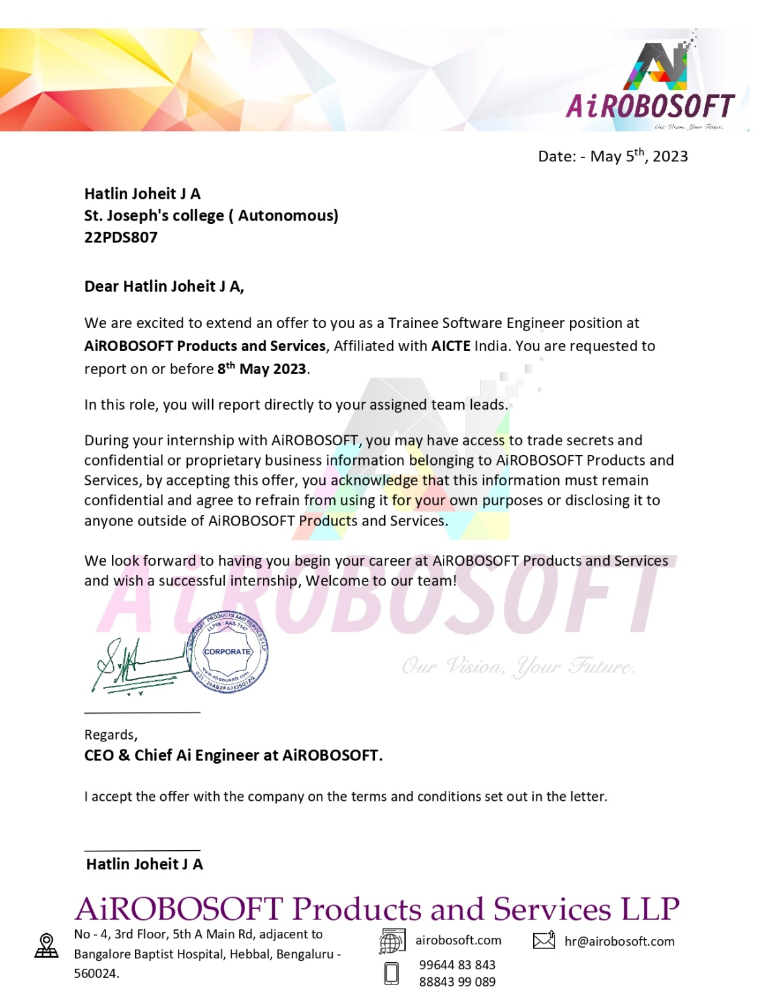 AiROBOSOFT
Our Vision, Your Future.
Date: - May 5th, 2023
Hatlin Joheit J A
St. Joseph's college ( Autonomous)
22PDS807
Dear Hatlin Joheit J A,
We are excited to extend an offer to you as a Trainee Software Engineer position at
AiROBOSOFT Products and Services, Affiliated with AICTE India. You are requested to
report on or before 8th May 2023.
In this role, you will report directly to your assigned team leads.
During your internship with AiROBOSOFT, you may have access to trade secrets and
confidential or proprietary business information belonging to AiROBOSOFT Products and
Services, by accepting this offer, you acknowledge that this information must remain
confidential and agree to refrain from using it for your own purposes or disclosing it to
anyone outside of AiROBOSOFT Products and Services.
We look forward to having you begin your career at AiROBOSOFT Products and Services
and wish a successful internship, Welcome to our team!
AiROBOSOFT
Our Vision, Your Future.
AIROBOSOFT PRODUCTS AND SERVICES LLP
LLPIN - AAS-7147
CORPORATE
www.airobosoft.com
Regards,
CEO & Chief Ai Engineer at AiROBOSOFT.
I accept the offer with the company on the terms and conditions set out in the letter.
Hatlin Joheit J A
AiROBOSOFT Products and Services LLP
No - 4, 3rd Floor, 5th A Main Rd, adjacent to
Bangalore Baptist Hospital, Hebbal, Bengaluru -
560024.
airobosoft.com
99644 83 843
88843 99 089
hr@airobosoft.com